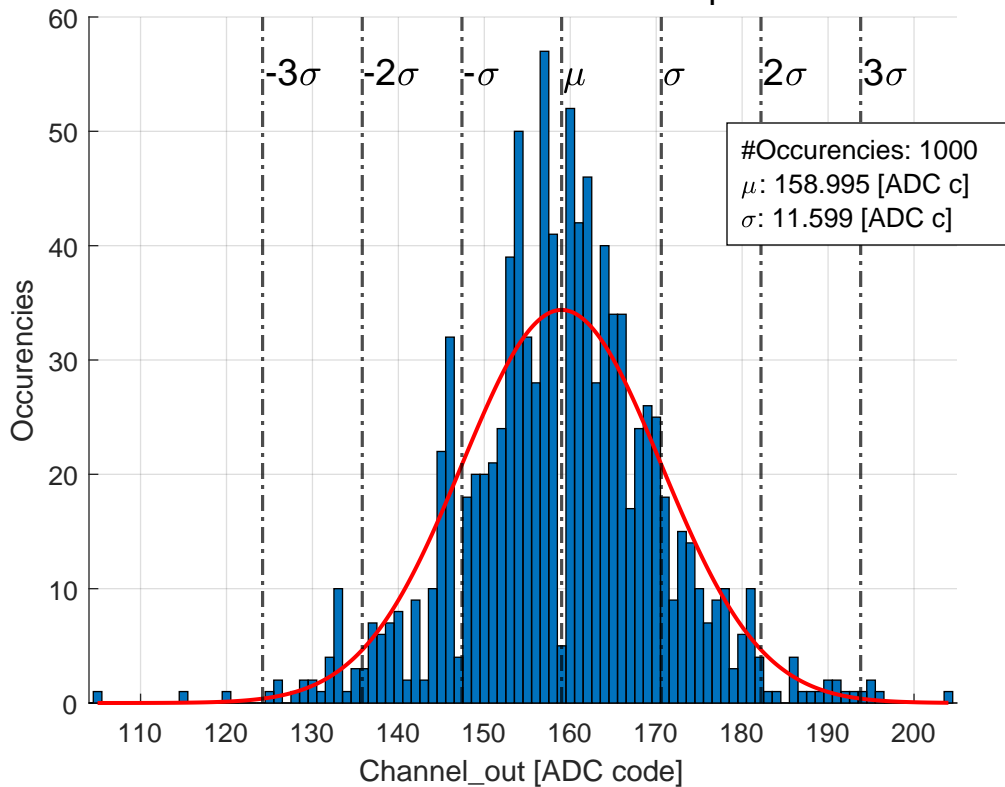 60
50
40
30
20
10
0
-3σ
-2σ
-σ
μ
σ
2σ
3σ
#Occurencies: 1000
μ: 158.995 [ADC c]
σ: 11.599 [ADC c]
Occurencies
110
120
130
140
150
160
170
180
190
200
Channel_out [ADC code]